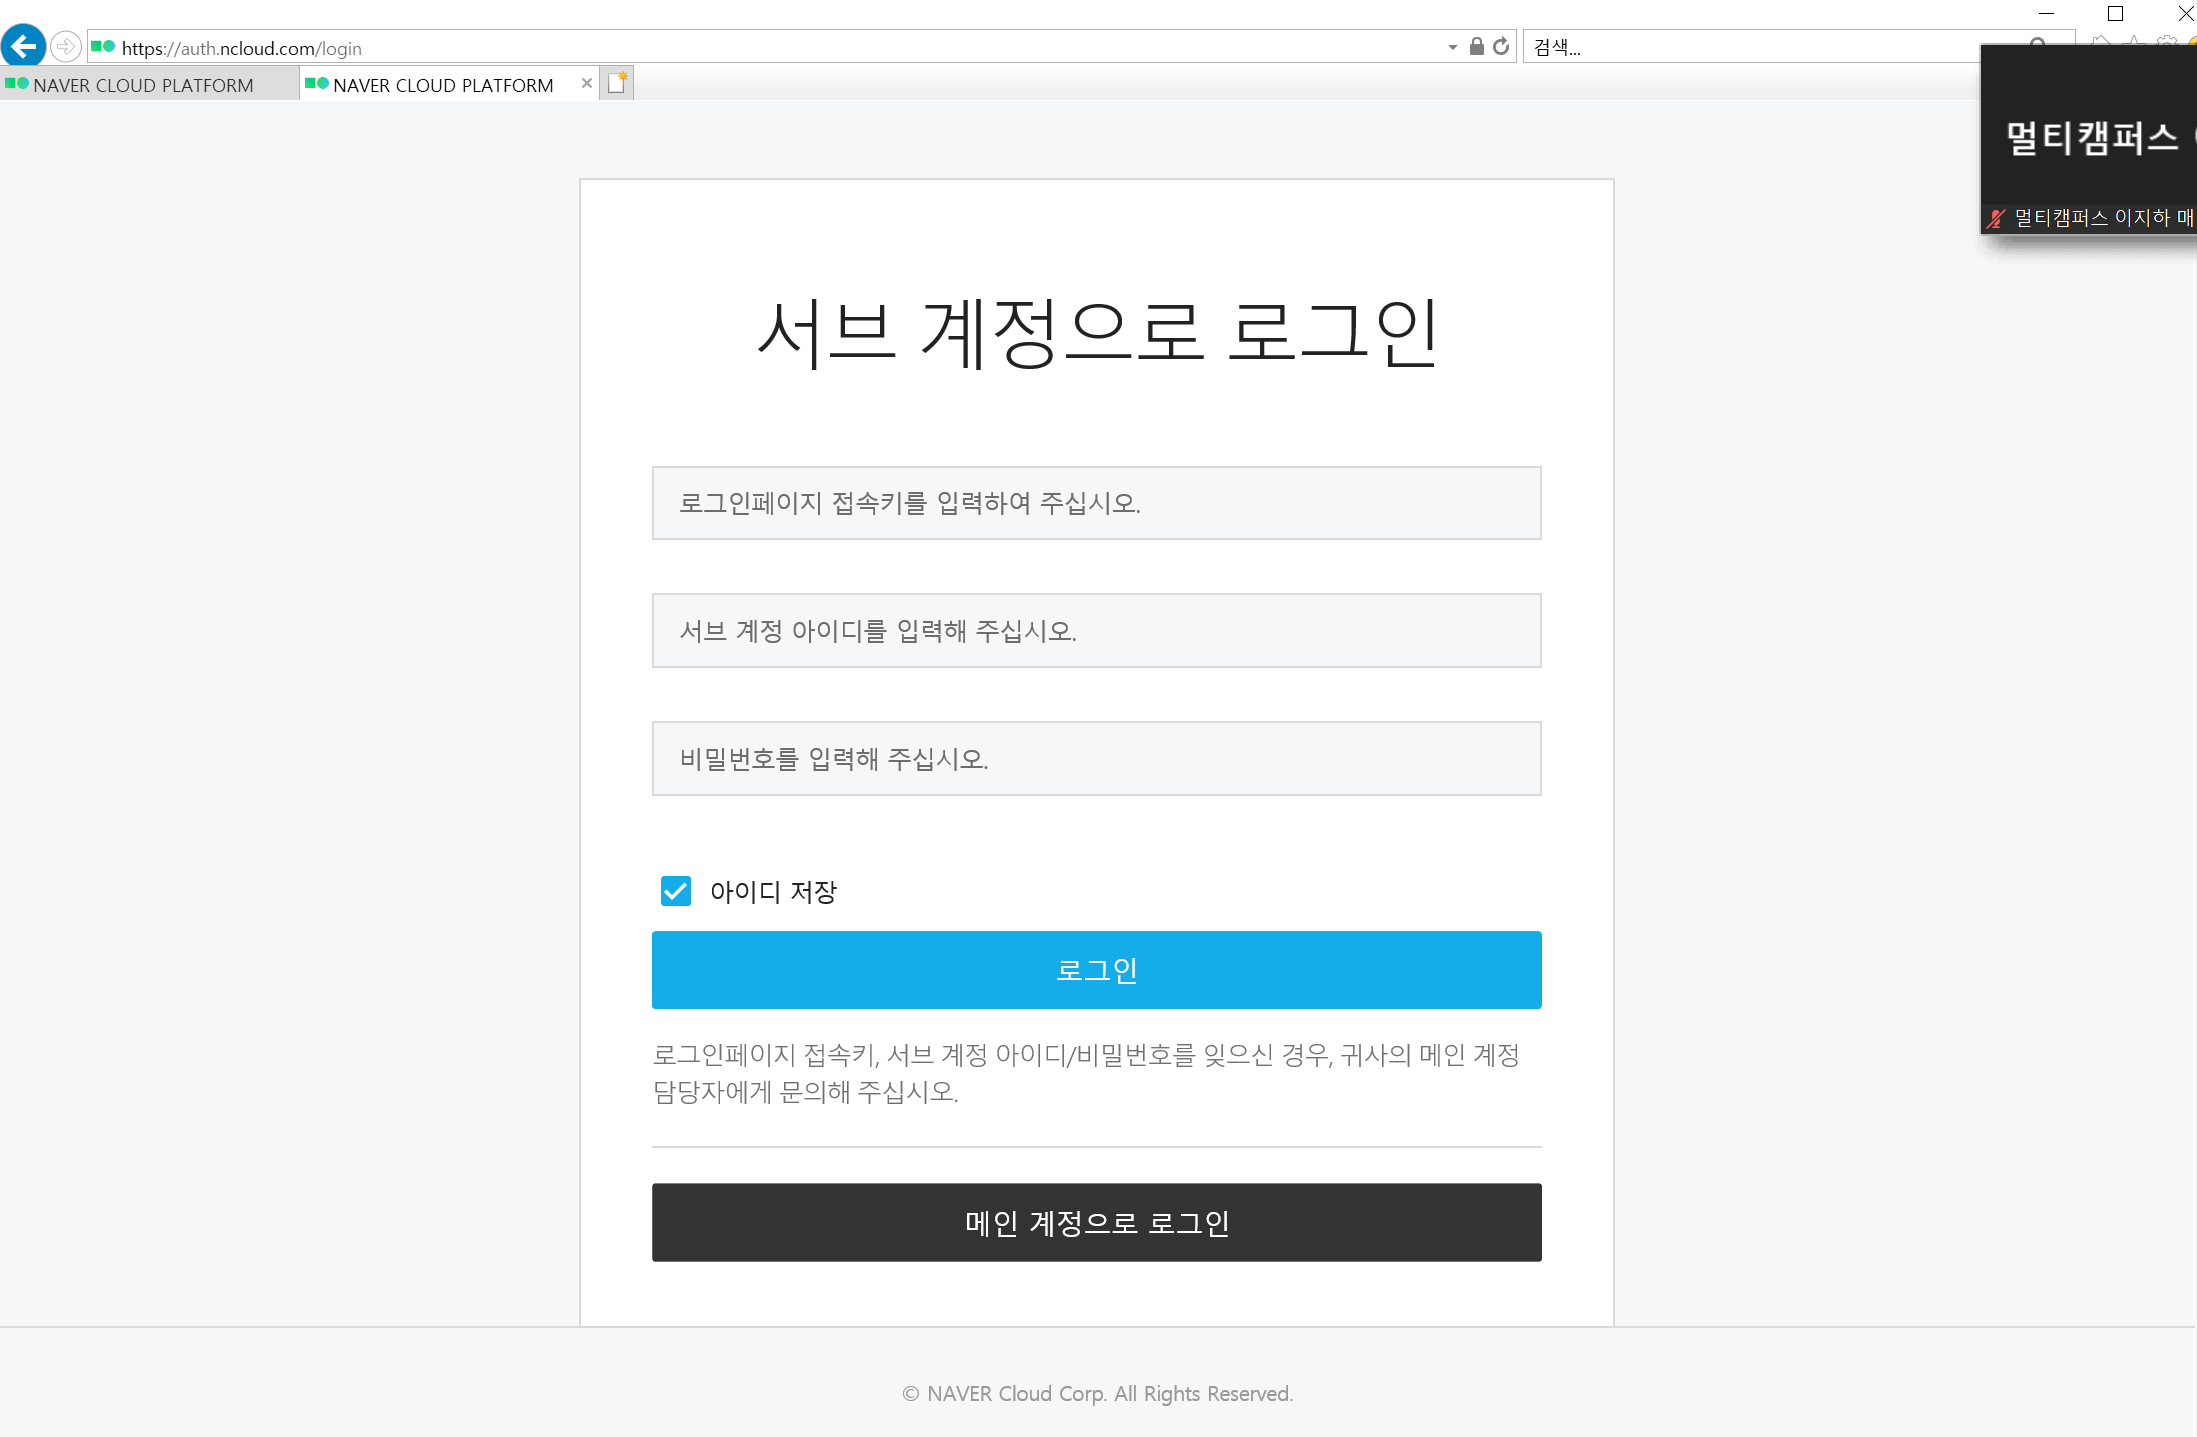 https://auth.ncloud.com/login
검색...
NAVER CLOUD PLATFORM
NAVER CLOUD PLATFORM
멀티캠퍼스
멀티캠퍼스 이지하 매
서브 계정으로 로그인
로그인페이지 접속키를 입력하여 주십시오.
서브 계정 아이디를 입력해 주십시오.
비밀번호를 입력해 주십시오.
아이디 저장
로그인
로그인페이지 접속키, 서브 계정 아이디/비밀번호를 잊으신 경우, 귀사의 메인 계정
담당자에게 문의해 주십시오.
메인 계정으로 로그인
© NAVER Cloud Corp. All Rights Reserved.